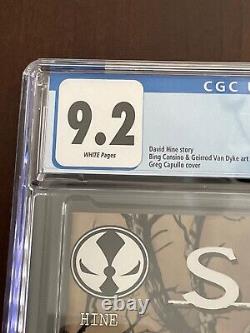 CGC U
9.2
WHITE Pages
David Hine story
Bing Cansino & Geirrod Van Dyke art
Greg Capullo cover
S
HINE